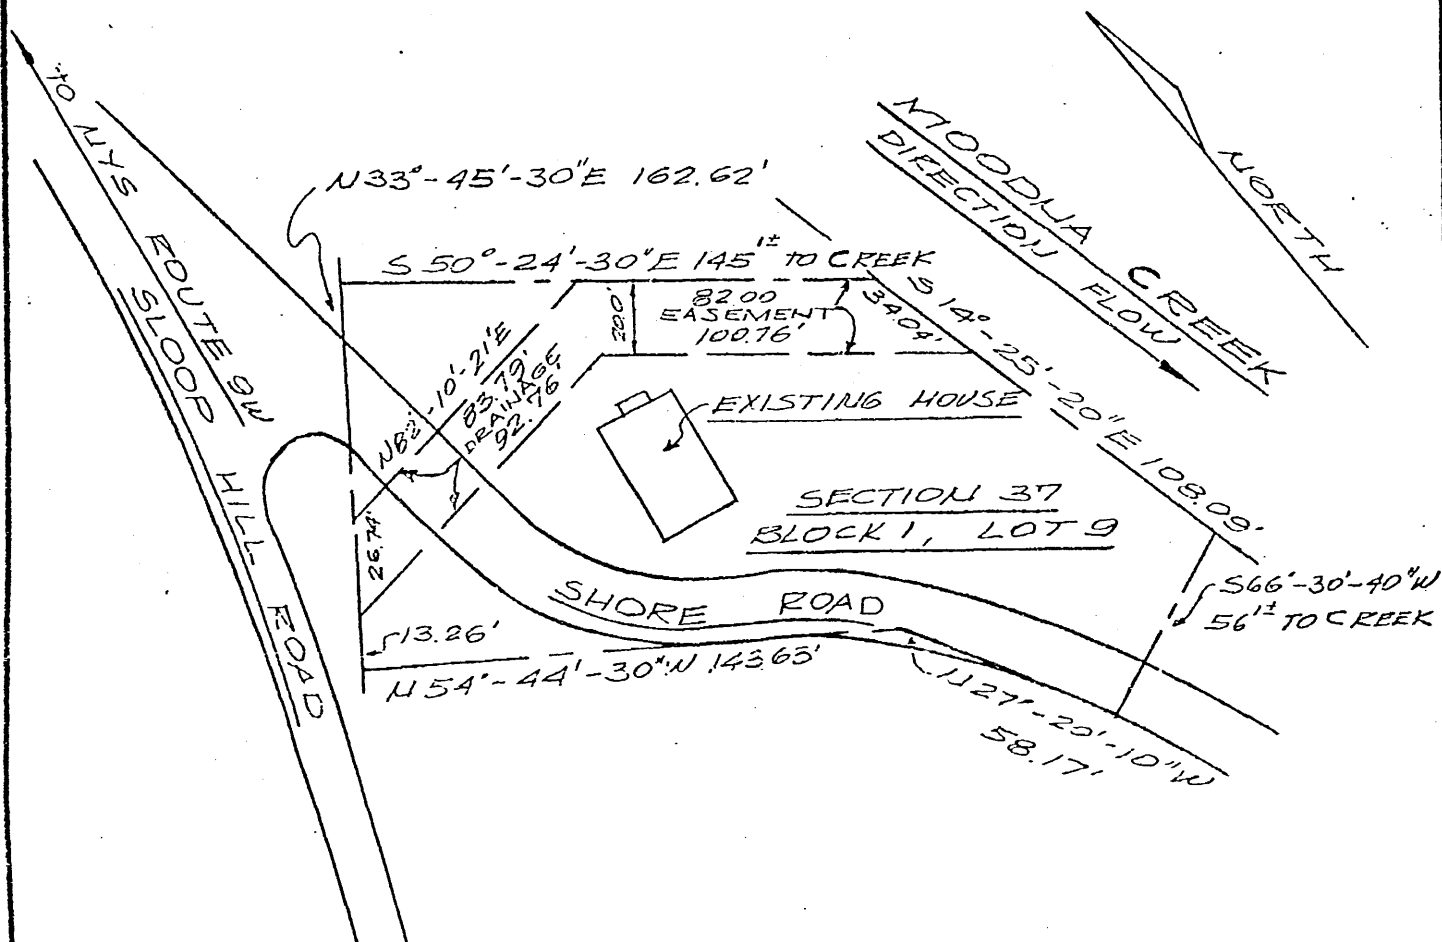 TO NYS ROUTE 9W
SLOOP HILL ROAD
N33°-45'-30"E 162.62'
S 50°-24'-30"E 145'± TO CREEK
MOODNA CREEK
DIRECTION FLOW
NORTH
20.0'
82.00
EASEMENT
100.76'
34.04'
S 14°-25'-20"E 108.09'
N82°-10'-21"E
83.79'
DRAINAGE
92.76'
EXISTING HOUSE
SECTION 37
BLOCK 1, LOT 9
26.74'
SHORE ROAD
S66°-30'-40"W
56'± TO CREEK
13.26'
N 54°-44'-30"W 143.63'
N27°-20'-10"W
58.17'